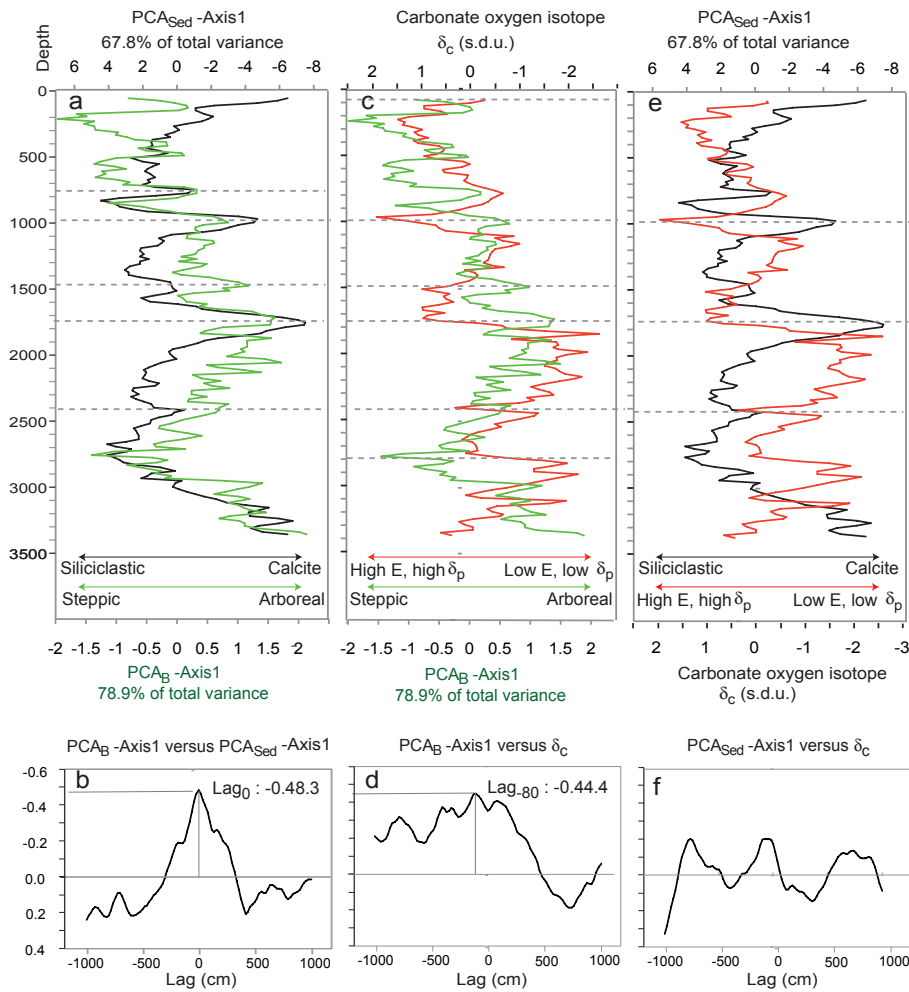 PCASed -Axis1
67.8% of total variance
Depth
6 4 2 0 -2 -4 -6 -8
Carbonate oxygen isotope
δc (s.d.u.)
2 1 0 -1 -2
PCASed -Axis1
67.8% of total variance
6 4 2 0 -2 -4 -6 -8
0
500
1000
1500
2000
2500
3000
3500
a
c
e
Siliciclastic Calcite
Steppic Arboreal
High E, high δp Low E, low δp
Steppic Arboreal
Siliciclastic Calcite
High E, high δp Low E, low δp
-2 -1.5 -1 -0.5 0 0.5 1 1.5 2
PCAB -Axis1
78.9% of total variance
-2 -1.5 -1 0.5 0 0.5 1 1.5 2
PCAB -Axis1
78.9% of total variance
2 1 0 -1 -2 -3
Carbonate oxygen isotope
δc (s.d.u.)
PCAB -Axis1 versus PCASed -Axis1
b
Lag0 : -0.48.3
-0.6
-0.4
-0.2
0.0
0.2
0.4
-1000 -500 0 500 1000
Lag (cm)
PCAB -Axis1 versus δc
d
Lag-80 : -0.44.4
-1000 -500 0 500 1000
Lag (cm)
PCASed -Axis1 versus δc
f
-1000 -500 0 500 1000
Lag (cm)